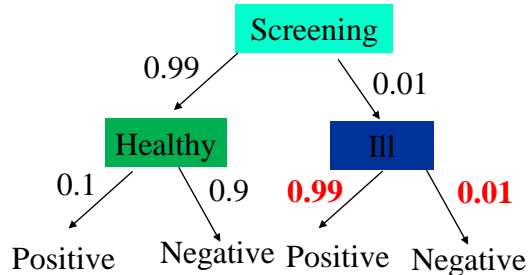 Screening
0.99
0.01
Healthy
Ill
0.1
0.9
0.99
0.01
Positive
Negative
Positive
Negative